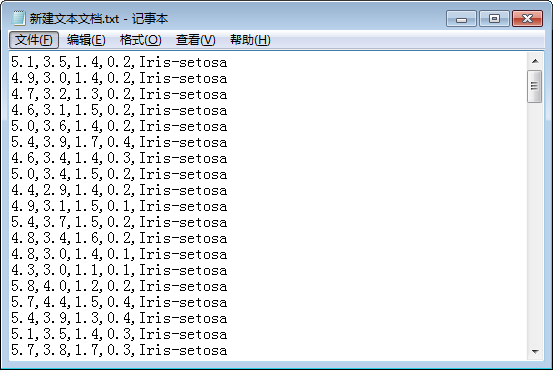 新建文本文档.txt - 记事本
文件(F) 编辑(E) 格式(O) 查看(V) 帮助(H)
5.1,3.5,1.4,0.2,Iris-setosa
4.9,3.0,1.4,0.2,Iris-setosa
4.7,3.2,1.3,0.2,Iris-setosa
4.6,3.1,1.5,0.2,Iris-setosa
5.0,3.6,1.4,0.2,Iris-setosa
5.4,3.9,1.7,0.4,Iris-setosa
4.6,3.4,1.4,0.3,Iris-setosa
5.0,3.4,1.5,0.2,Iris-setosa
4.4,2.9,1.4,0.2,Iris-setosa
4.9,3.1,1.5,0.1,Iris-setosa
5.4,3.7,1.5,0.2,Iris-setosa
4.8,3.4,1.6,0.2,Iris-setosa
4.8,3.0,1.4,0.1,Iris-setosa
4.3,3.0,1.1,0.1,Iris-setosa
5.8,4.0,1.2,0.2,Iris-setosa
5.7,4.4,1.5,0.4,Iris-setosa
5.4,3.9,1.3,0.4,Iris-setosa
5.1,3.5,1.4,0.3,Iris-setosa
5.7,3.8,1.7,0.3,Iris-setosa